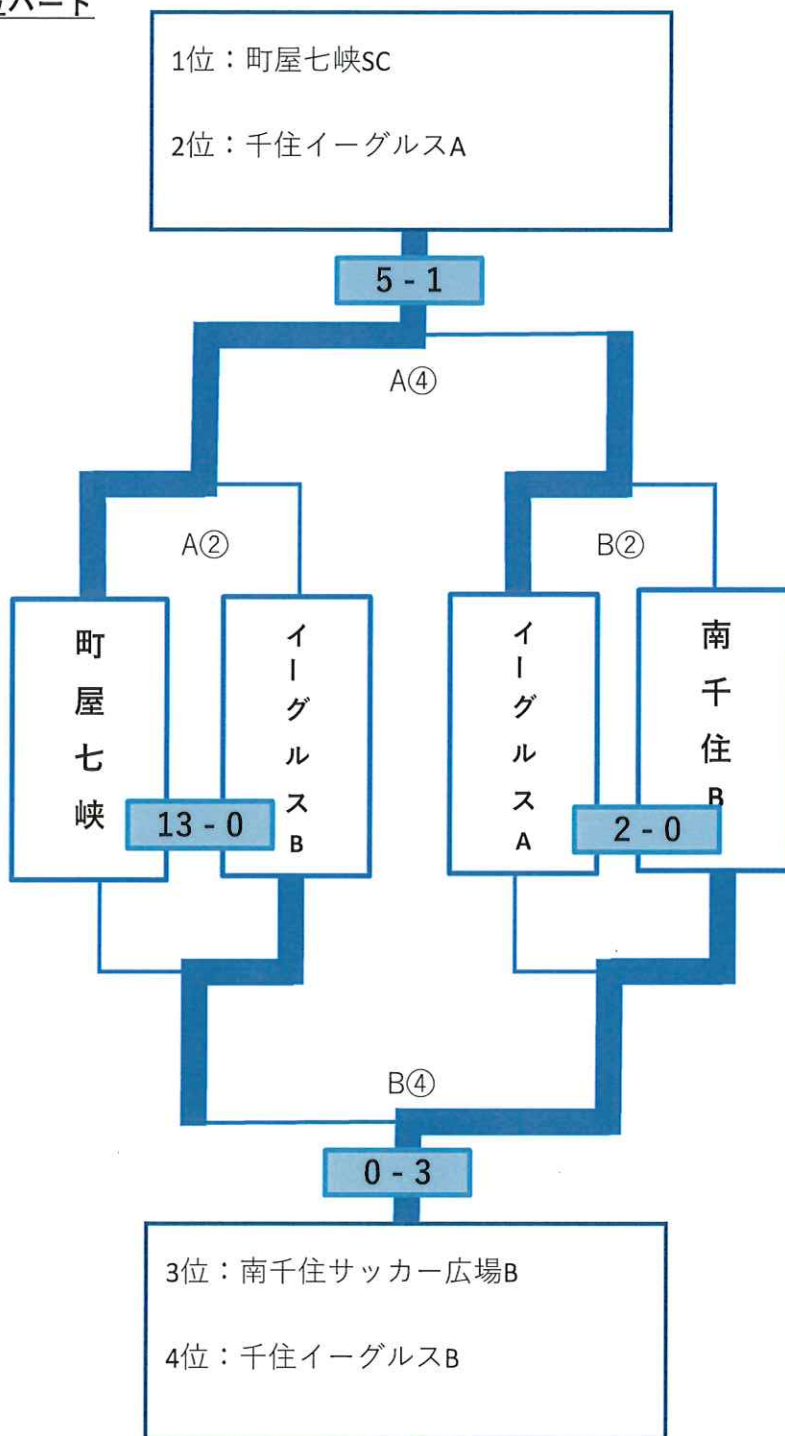 パート
1位：町屋七峡SC
2位：千住イーグルスA
5 - 1
A④
A②
B②
町屋七峡
イーグルスB
イーグルスA
南千住B
13 - 0
2 - 0
B④
0 - 3
3位：南千住サッカー広場B
4位：千住イーグルスB